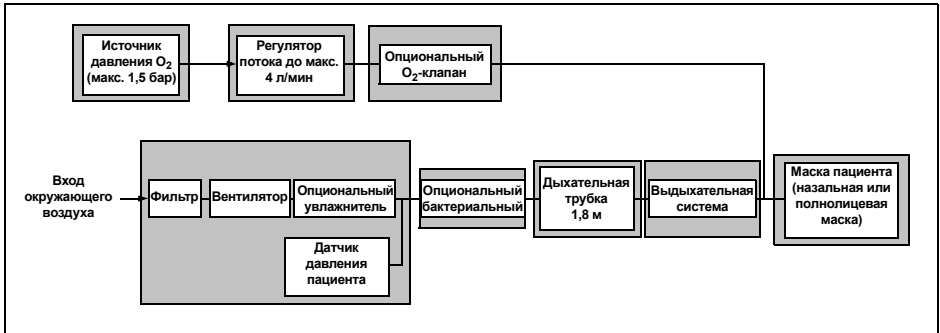 Источник
давления O₂
(макс. 1,5 бар)
Регулятор
потока до макс.
4 л/мин
Опциональный
O₂-клапан
Вход
окружающего
воздуха
Фильтр
Вентилятор
Опциональный
увлажнитель
Датчик
давления
пациента
Опциональный
бактериальный
Дыхательная
трубка
1,8 м
Выдыхательная
система
Маска пациента
(назальная или
полнолицевая
маска)